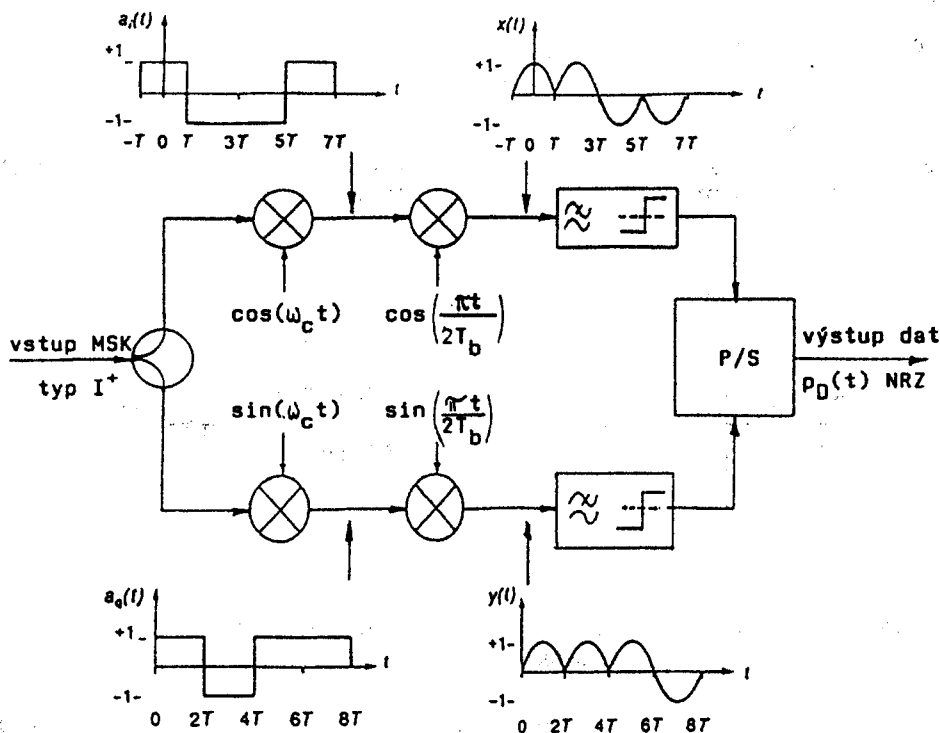 a_i(t)
+1
-1
t
-T 0 T 3T 5T 7T
x(t)
+1
-1
t
-T 0 T 3T 5T 7T
cos(ω_c t)
cos(πt/2T_b)
vstup MSK
typ I⁺
sin(ω_c t)
sin(πt/2T_b)
P/S
výstup dat
p_D(t) NRZ
a_q(t)
+1
-1
t
0 2T 4T 6T 8T
y(t)
+1
-1
t
0 2T 4T 6T 8T